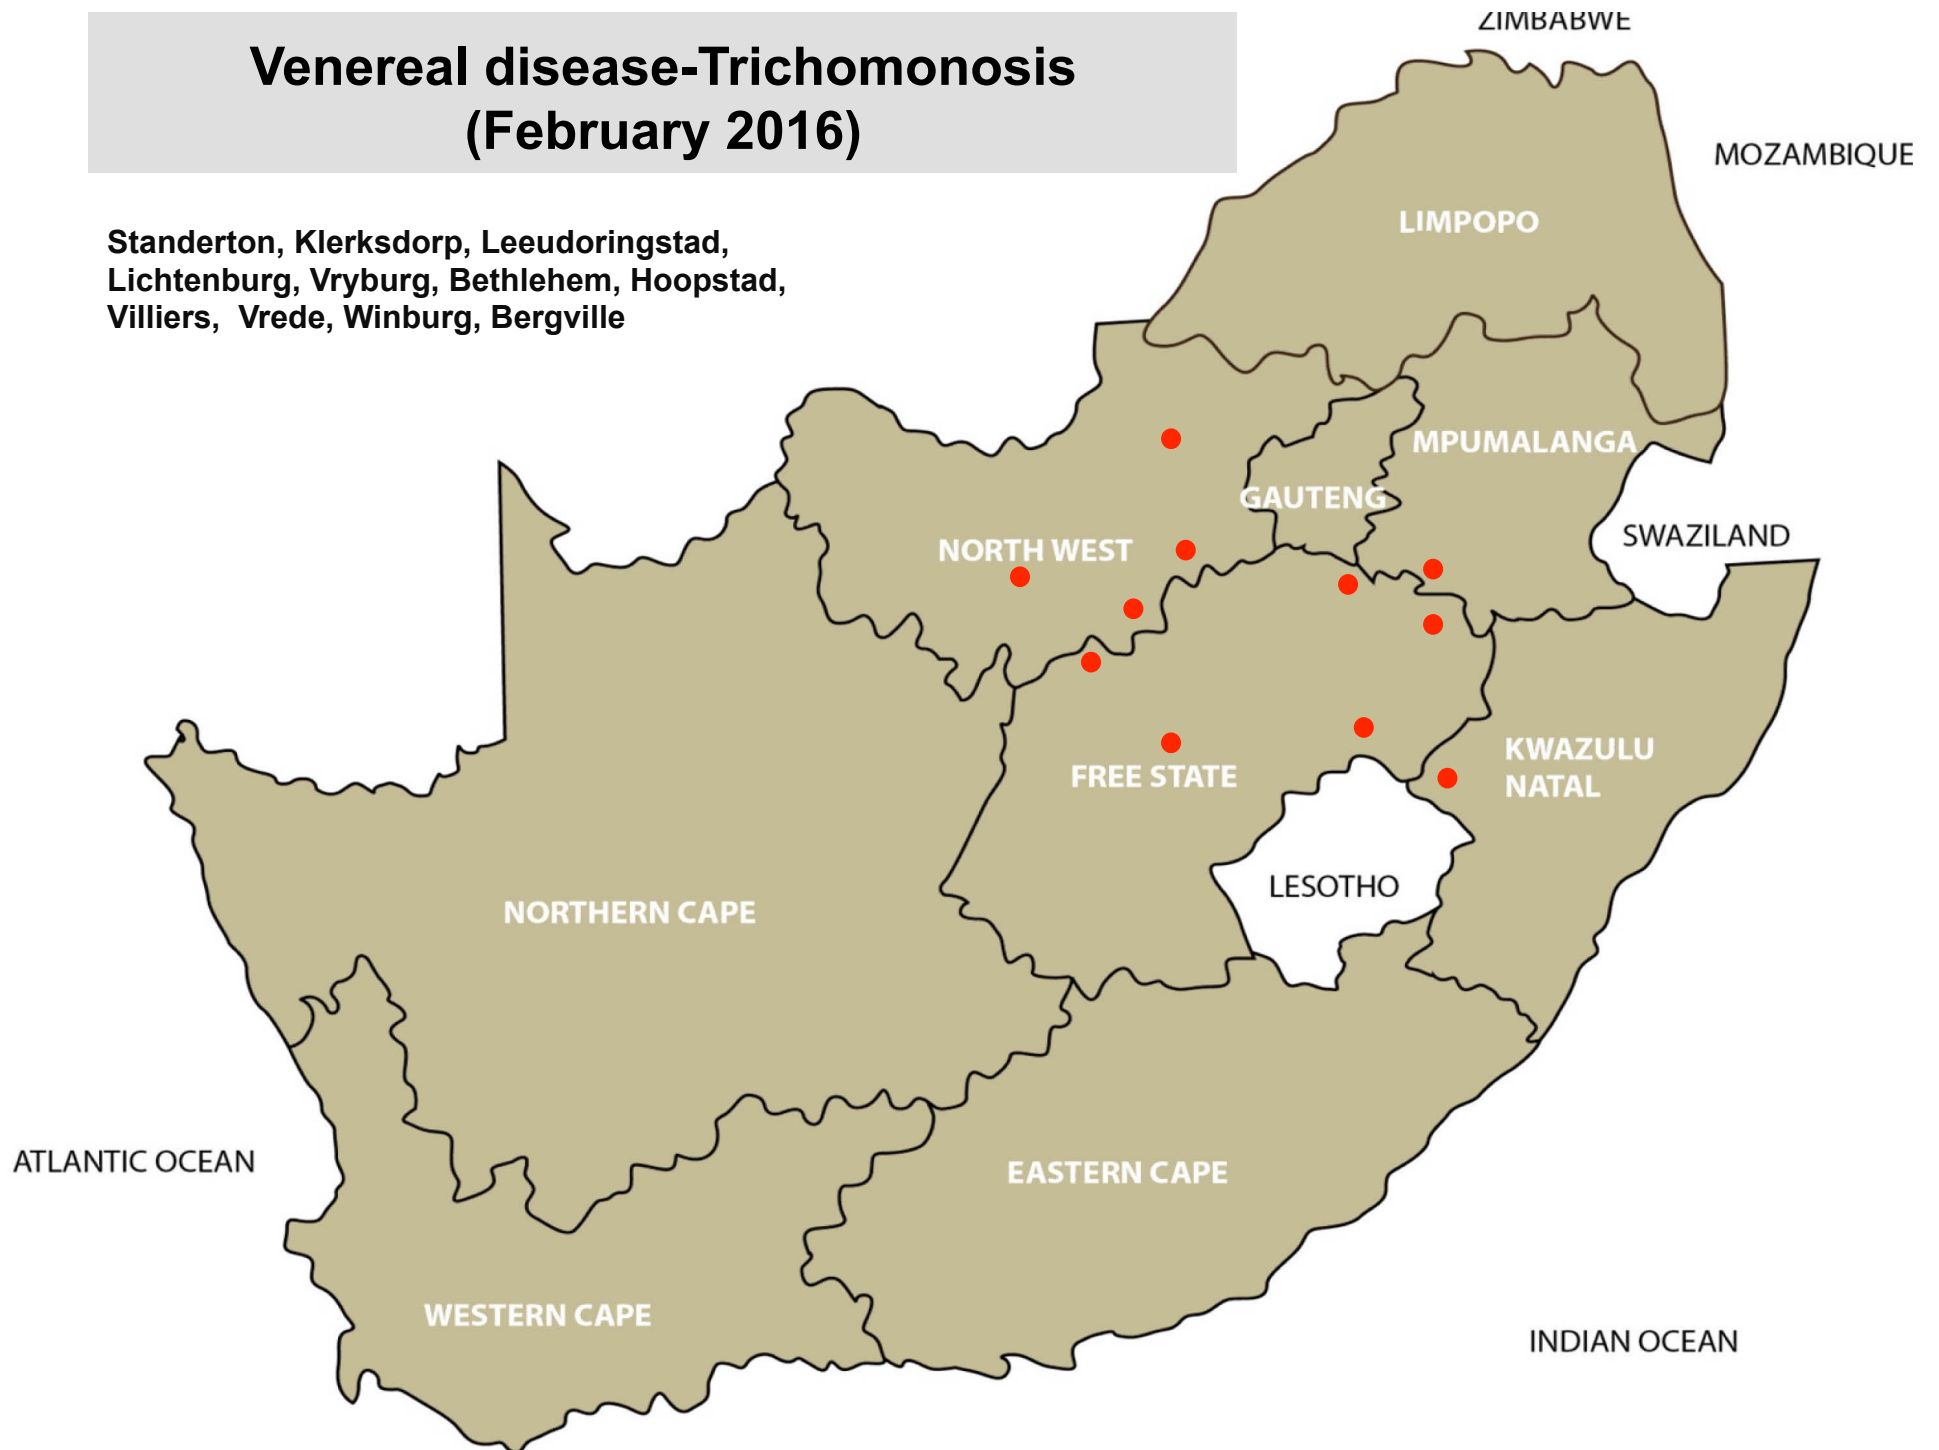 Venereal disease-Trichomonosis
(February 2016)
Standerton, Klerksdorp, Leeudoringstad,
Lichtenburg, Vryburg, Bethlehem, Hoopstad,
Villiers, Vrede, Winburg, Bergville
ZIMBABWE
MOZAMBIQUE
LIMPOPO
MPUMALANGA
GAUTENG
SWAZILAND
NORTH WEST
KWAZULU
NATAL
FREE STATE
LESOTHO
NORTHERN CAPE
ATLANTIC OCEAN
EASTERN CAPE
WESTERN CAPE
INDIAN OCEAN